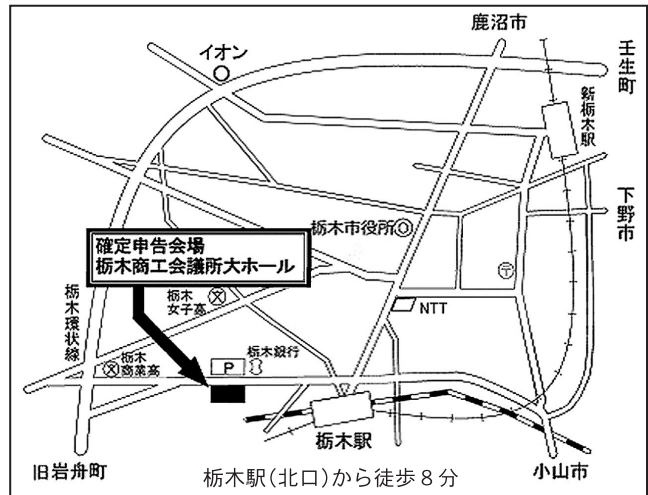 鹿沼市
イオン
壬生町
新栃木駅
下野市
栃木市役所
確定申告会場
栃木商工会議所大ホール
〒
栃木環状線
文
栃木
女子高
NTT
文
栃木
商業高
P
栃木銀行
栃木駅
旧岩舟町
栃木駅(北口)から徒歩8分
小山市